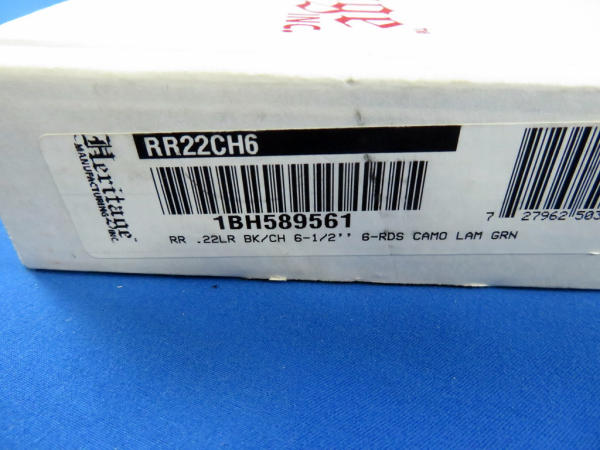 INC.
Heritage
MANUFACTURING INC.
RR22CH6
1BH589561
7 27962 503
RR .22LR BK/CH 6-1/2'' 6-RDS CAMO LAM GRN